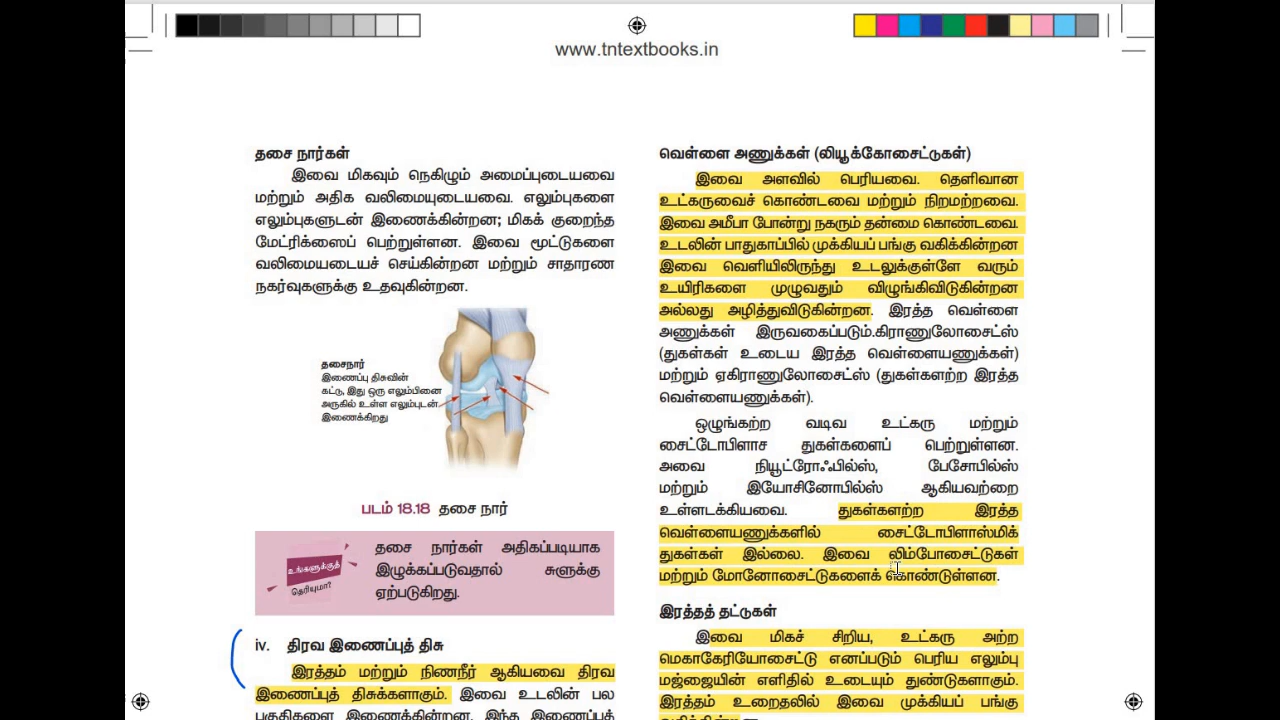 www.tntextbooks.in
தசை நார்கள்
இவை மிகவும் நெகிழும் அமைப்புடையவை
மற்றும் அதிக வலிமையுடையவை. எலும்புகளை
எலும்புகளுடன் இணைக்கின்றன; மிகக் குறைந்த
மேட்ரிக்ஸைப் பெற்றுள்ளன. இவை மூட்டுகளை
வலிமையடையச் செய்கின்றன மற்றும் சாதாரண
நகர்வுகளுக்கு உதவுகின்றன.
தசைநார்
இணைப்பு திசுவின்
கட்டு, இது ஒரு எலும்பினை
அருகில் உள்ள எலும்புடன்
இணைக்கிறது
படம் 18.18 தசை நார்
உங்களுக்குத்
தெரியுமா?
தசை நார்கள் அதிகப்படியாக
இழுக்கப்படுவதால் சுளுக்கு
ஏற்படுகிறது.
iv. திரவ இணைப்புத் திசு
இரத்தம் மற்றும் நிணநீர் ஆகியவை திரவ
இணைப்புத் திசுக்களாகும். இவை உடலின் பல
பகுதிகளை இணைக்கின்றன. இந்த இணைப்புத்
வெள்ளை அணுக்கள் (லியூக்கோசைட்டுகள்)
இவை அளவில் பெரியவை. தெளிவான
உட்கருவைச் கொண்டவை மற்றும் நிறமற்றவை.
இவை அமீபா போன்று நகரும் தன்மை கொண்டவை.
உடலின் பாதுகாப்பில் முக்கியப் பங்கு வகிக்கின்றன
இவை வெளியிலிருந்து உடலுக்குள்ளே வரும்
உயிரிகளை முழுவதும் விழுங்கிவிடுகின்றன
அல்லது அழித்துவிடுகின்றன. இரத்த வெள்ளை
அணுக்கள் இருவகைப்படும்.கிராணுலோசைட்ஸ்
(துகள்கள் உடைய இரத்த வெள்ளையணுக்கள்)
மற்றும் ஏகிராணுலோசைட்ஸ் (துகள்களற்ற இரத்த
வெள்ளையணுக்கள்).
ஒழுங்கற்ற வடிவ உட்கரு மற்றும்
சைட்டோபிளாச துகள்களைப் பெற்றுள்ளன.
அவை நியூட்ரோஃபில்ஸ், பேசோபில்ஸ்
மற்றும் இயோசினோபில்ஸ் ஆகியவற்றை
உள்ளடக்கியவை. துகள்களற்ற இரத்த
வெள்ளையணுக்களில் சைட்டோபிளாஸ்மிக்
துகள்கள் இல்லை. இவை லிம்போசைட்டுகள்
மற்றும் மோனோசைட்டுகளைக் கொண்டுள்ளன.
இரத்தத் தட்டுகள்
இவை மிகச் சிறிய, உட்கரு அற்ற
மெகாகேரியோசைட்டு எனப்படும் பெரிய எலும்பு
மஜ்ஜையின் எளிதில் உடையும் துண்டுகளாகும்.
இரத்தம் உறைதலில் இவை முக்கியப் பங்கு